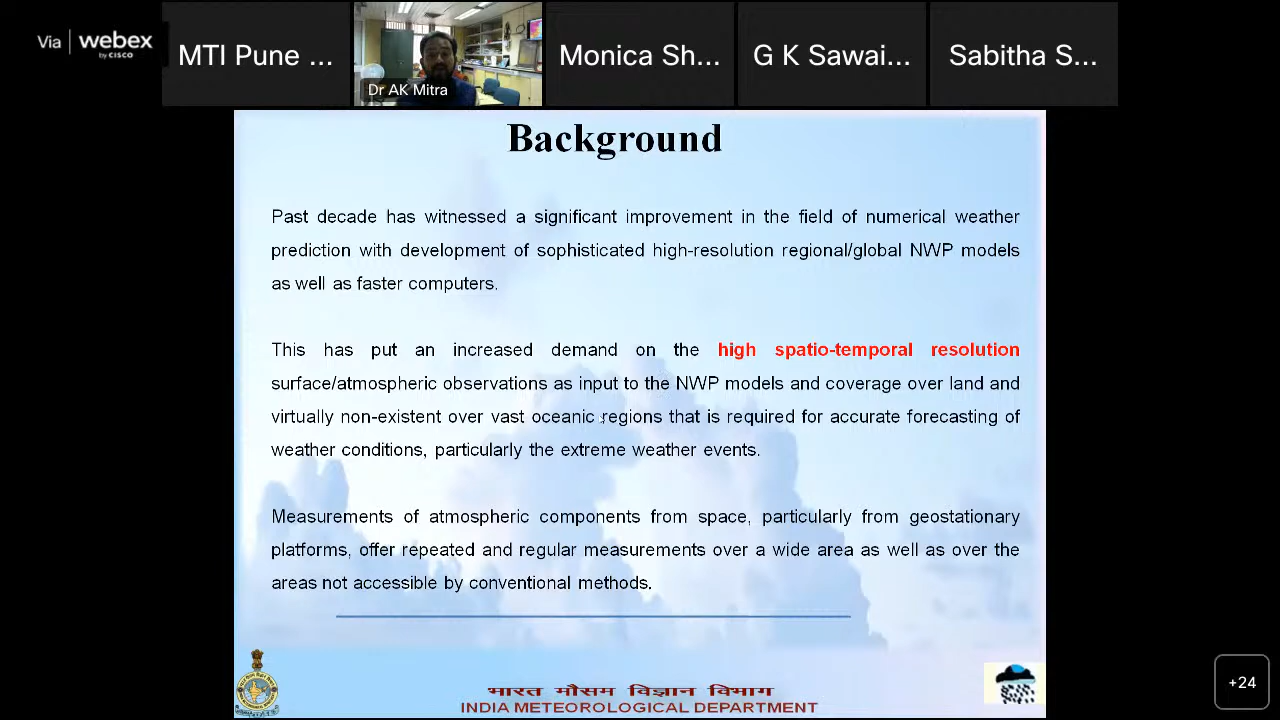 Via webex
by CISCO
MTI Pune ...
Dr AK Mitra
Monica Sh...
G K Sawai...
Sabitha S...
Background
Past decade has witnessed a significant improvement in the field of numerical weather
prediction with development of sophisticated high-resolution regional/global NWP models
as well as faster computers.
This has put an increased demand on the high spatio-temporal resolution
surface/atmospheric observations as input to the NWP models and coverage over land and
virtually non-existent over vast oceanic regions that is required for accurate forecasting of
weather conditions, particularly the extreme weather events.
Measurements of atmospheric components from space, particularly from geostationary
platforms, offer repeated and regular measurements over a wide area as well as over the
areas not accessible by conventional methods.
भारत मौसम विज्ञान विभाग
INDIA METEOROLOGICAL DEPARTMENT
+24